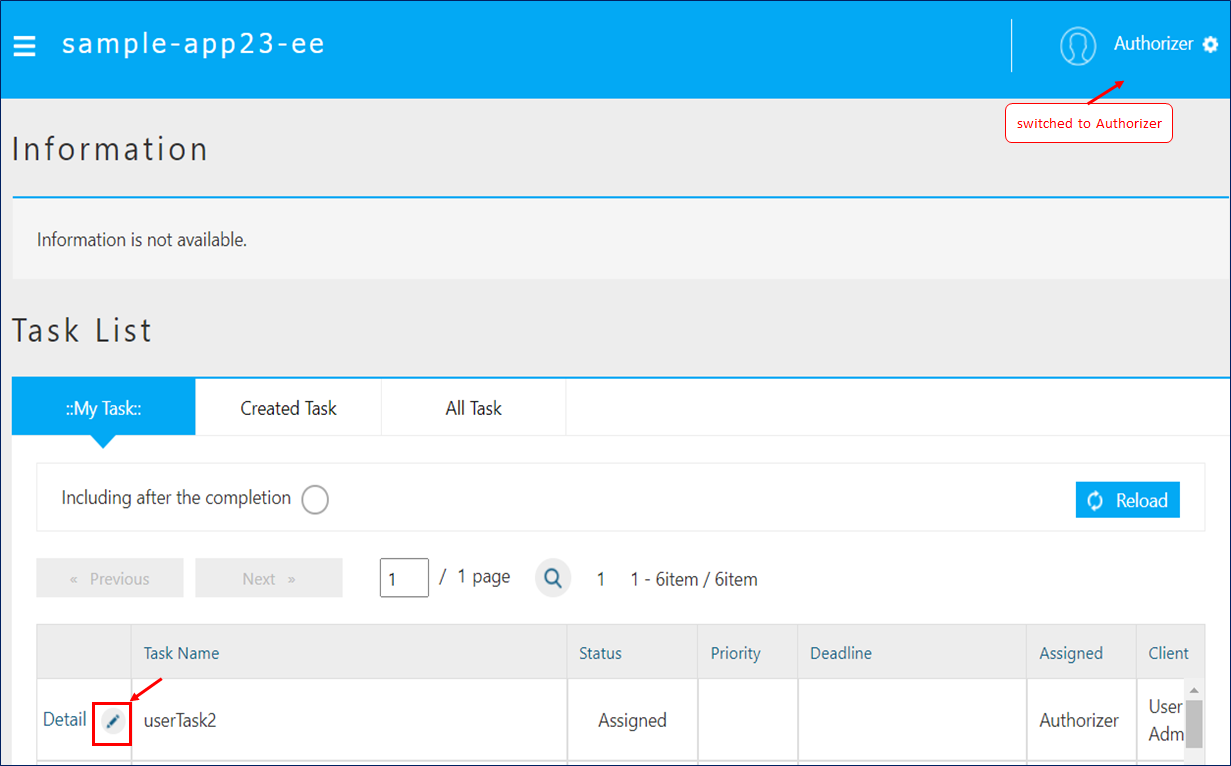 sample-app23-ee
Authorizer
switched to Authorizer
Information
Information is not available.
Task List
::My Task::
Created Task
All Task
Including after the completion
Reload
« Previous
Next »
1 / 1 page
1
1 - 6item / 6item
Task Name
Status
Priority
Deadline
Assigned
Client
Detail
userTask2
Assigned
Authorizer
User
Adm